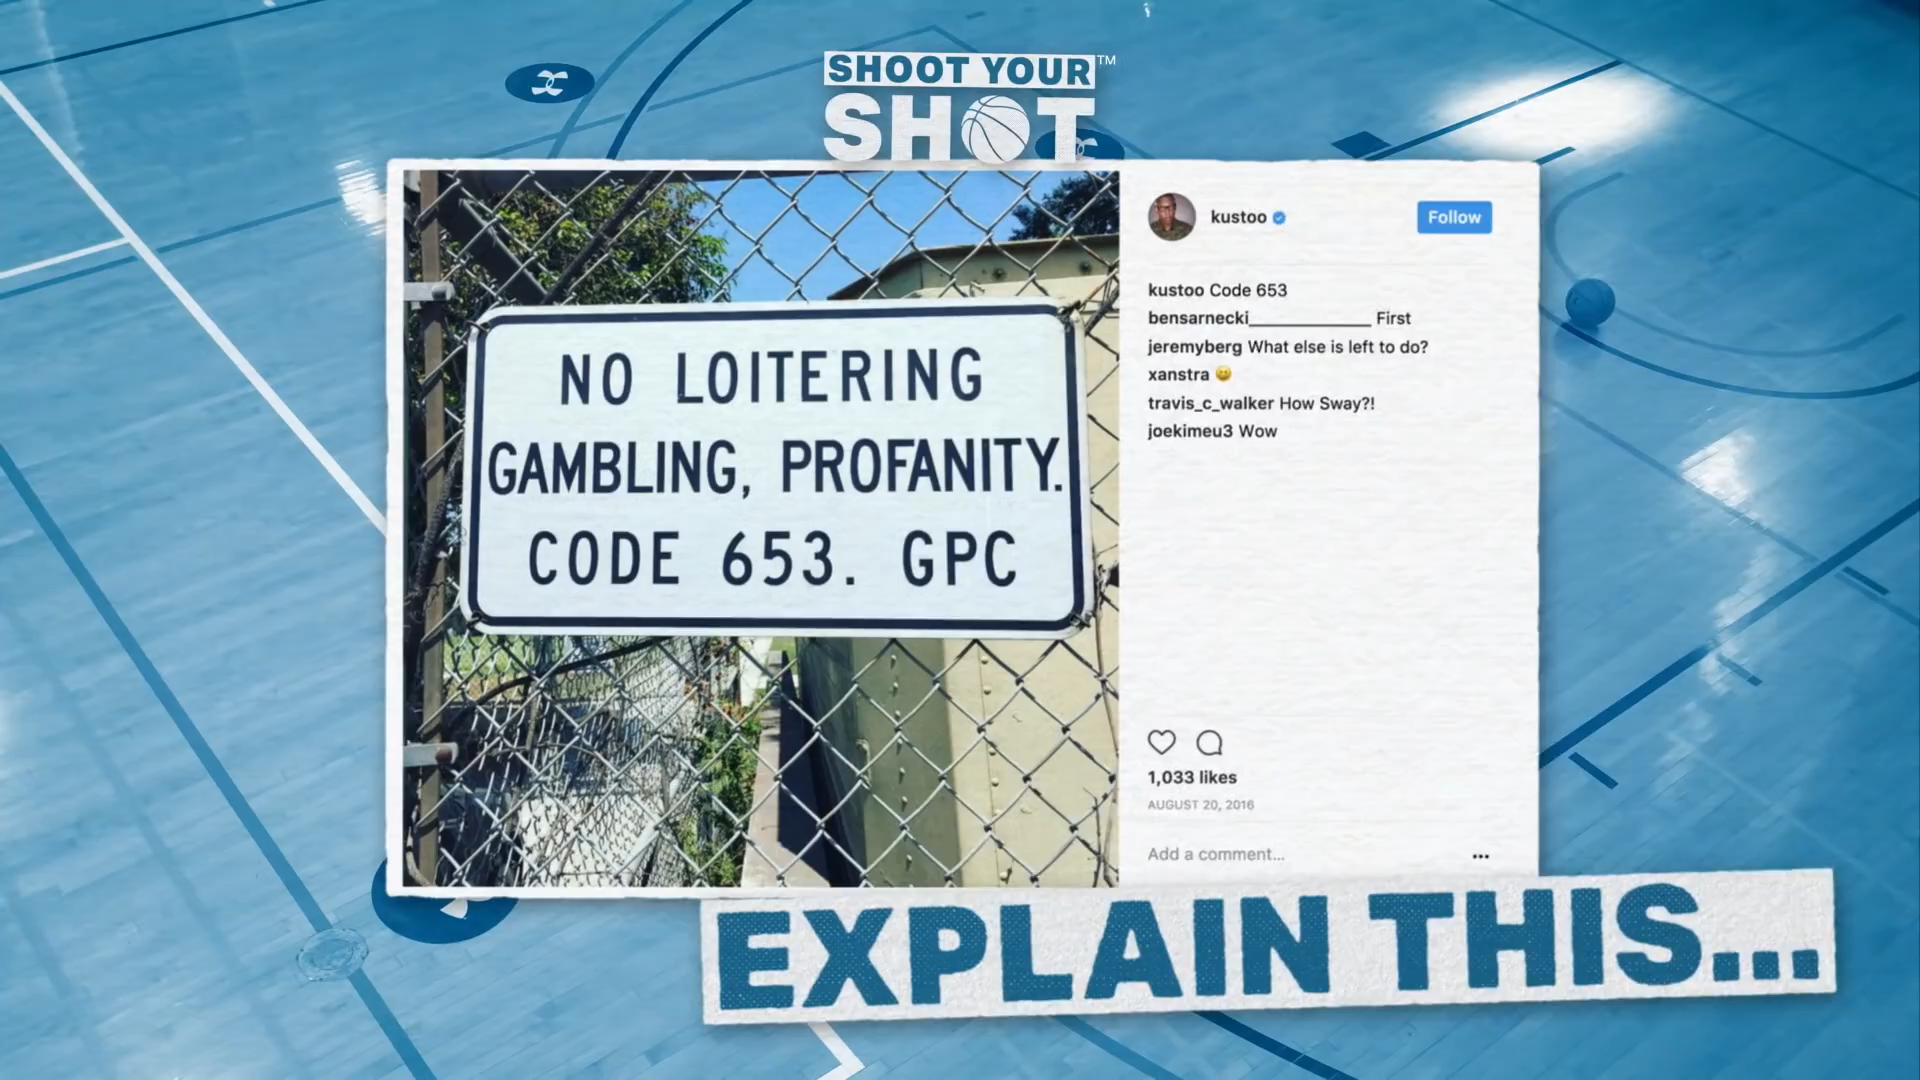 SHOOT YOUR™
SHOT
NO LOITERING
GAMBLING, PROFANITY.
CODE 653. GPC
kustoo
Follow
kustoo Code 653
bensarnecki______________ First
jeremyberg What else is left to do?
xanstra 😀
travis_c_walker How Sway?!
joekimeu3 Wow
1,033 likes
AUGUST 20, 2016
Add a comment...
EXPLAIN THIS...